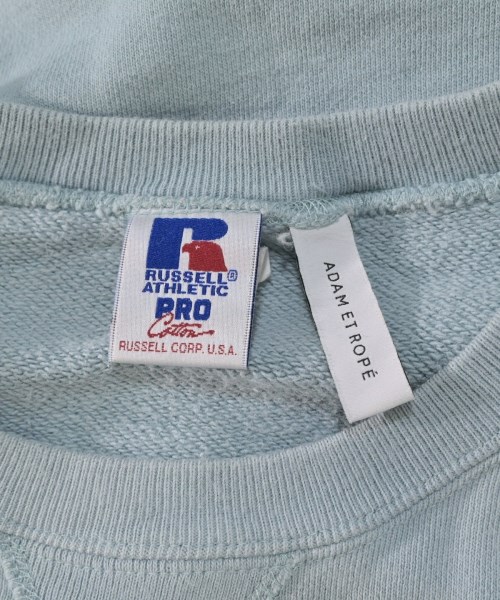 RUSSELL®
ATHLETIC
PRO
Cotton
RUSSELL CORP. U.S.A.
ADAM ET ROPÉ